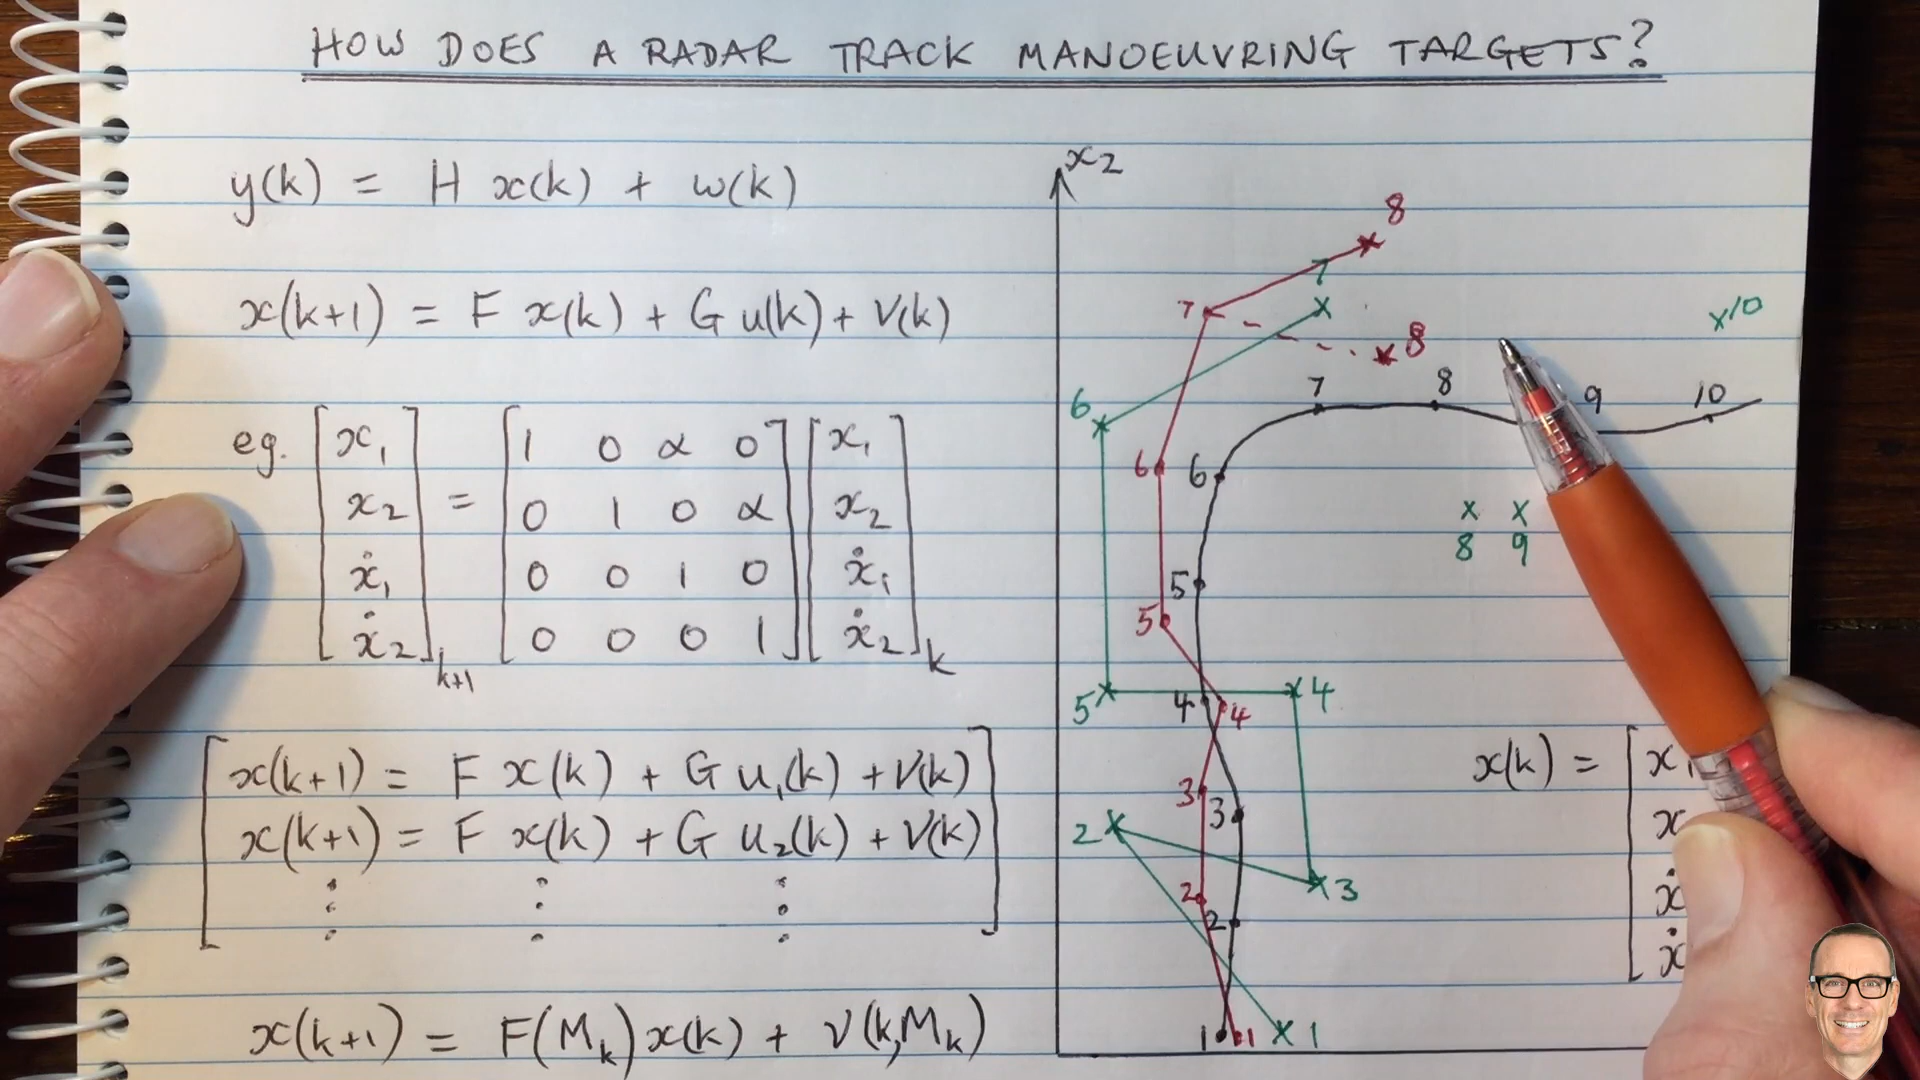 HOW DOES A RADAR TRACK MANOEUVRING TARGETS?
y(k) = H x(k) + w(k)
x(k+1) = F x(k) + G u(k) + v(k)
eg. [x₁ x₂ ẋ₁ ẋ₂]ₖ₊₁ = [1 0 α 0
0 1 0 α
0 0 1 0
0 0 0 1] [x₁ x₂ ẋ₁ ẋ₂]ₖ
x(k+1) = F x(k) + G u₁(k) + v(k)
x(k+1) = F x(k) + G u₂(k) + v(k)
⋮ ⋮ ⋮
x(k+1) = F(Mₖ) x(k) + v(k,Mₖ)
x₂
8
7
7
8
x10
6
7
8
9
10
6
6
x x
8 9
5
5
5
4
4
4
3
3
2
3
2
2
1
1
1
x(k) = [x₁
x
ẋ
ẋ